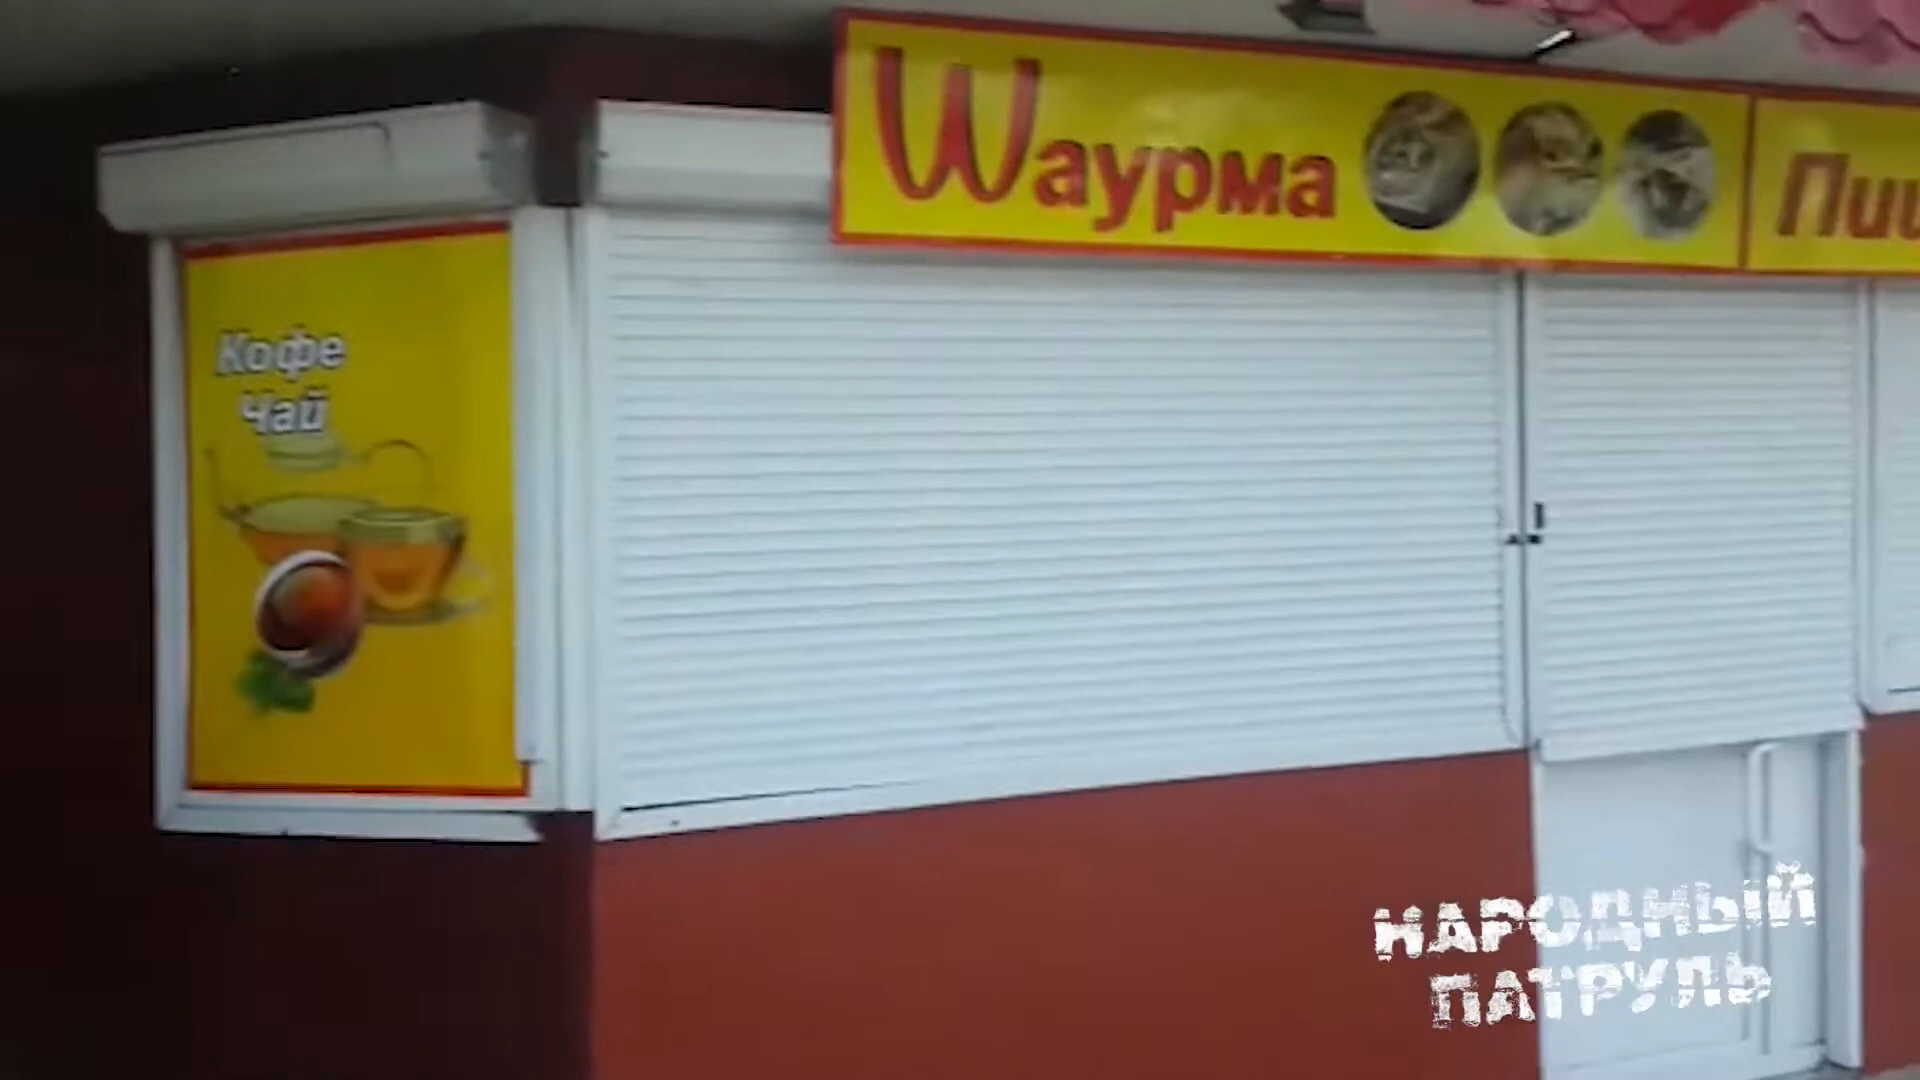 Шаурма
Кофе
Чай
НАРОДНЫЙ
ПАТРУЛЬ